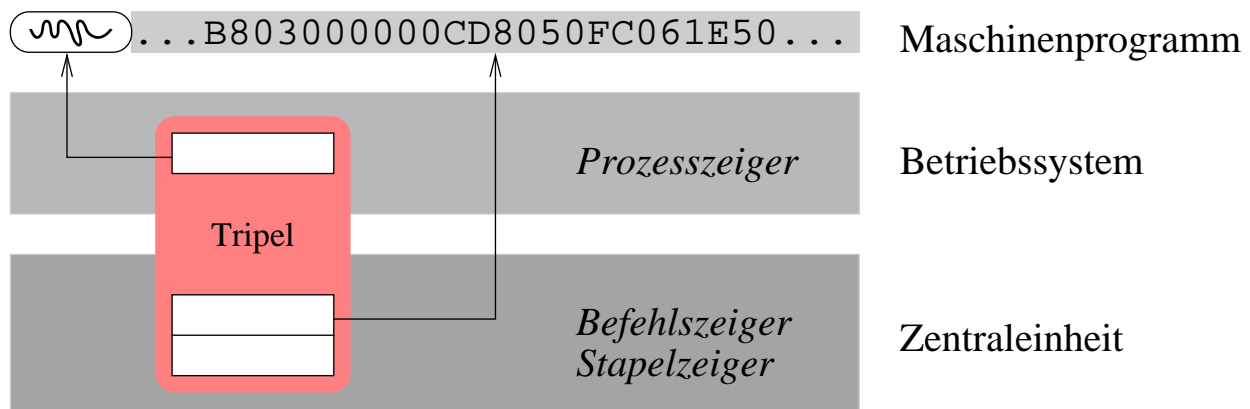 ...B803000000CD8050FC061E50... Maschinenprogramm
Prozesszeiger Betriebssystem
Tripel
Befehlszeiger
Stapelzeiger
Zentraleinheit